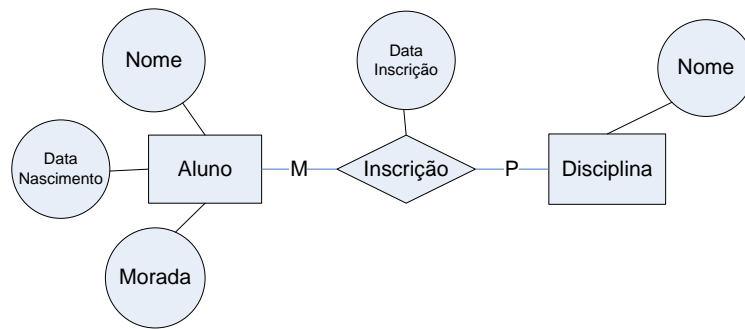 Nome
Data
Inscrição
Nome
Data
Nascimento
Aluno
M
Inscrição
P
Disciplina
Morada